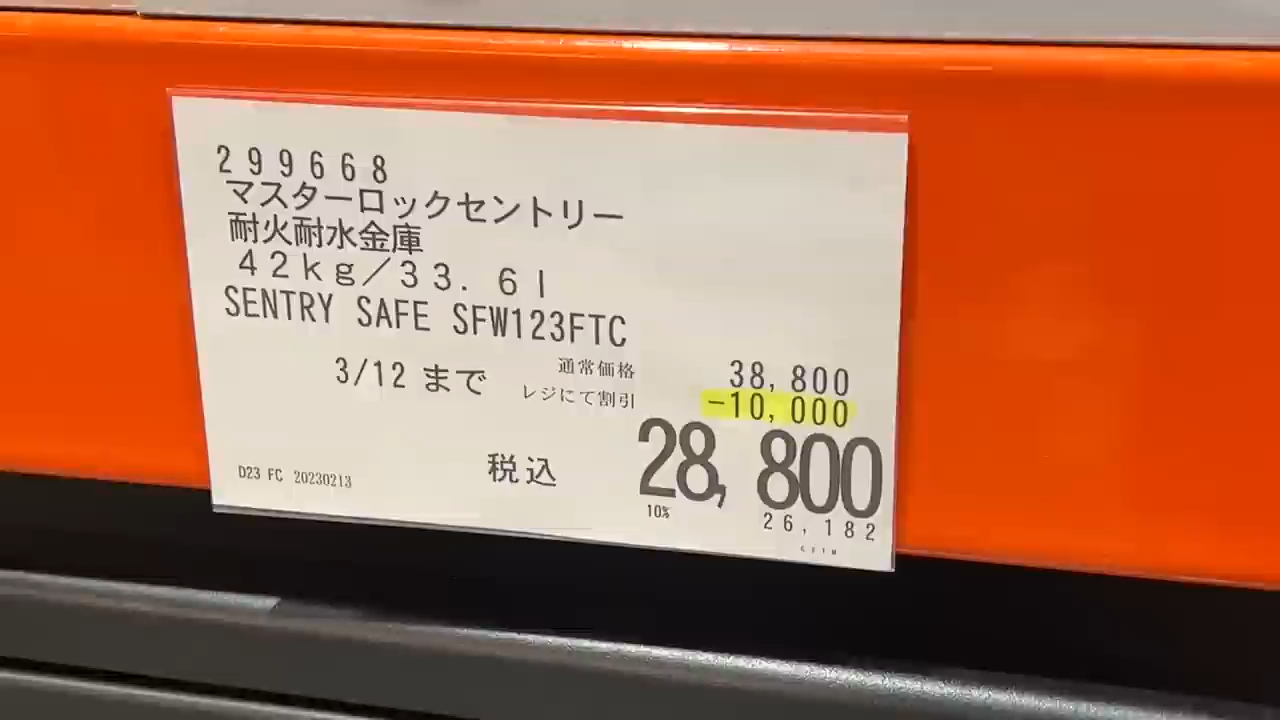 299668
マスターロックセントリー
耐火耐水金庫
42kg/33.6l
SENTRY SAFE SFW123FTC
通常価格 38,800
3/12 まで レジにて割引 -10,000
税込 28,800
D23 FC 20230213
10% 26,182